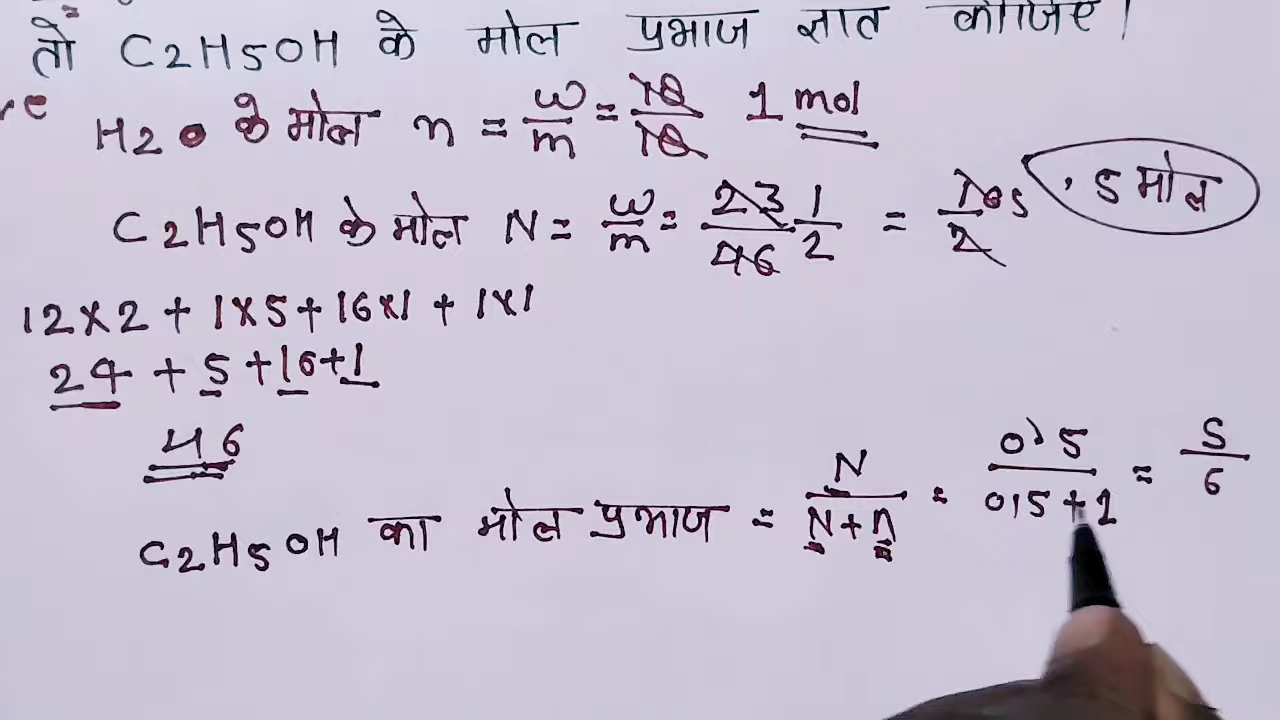 तो C2H5OH के मोल प्रभाज ज्ञात कीजिए।
H2O के मोल n = w/m = 18/18 1 mol
C2H5OH के मोल N = w/m = 23/46 1/2 = 1/2 .5 मोल
12×2 + 1×5 + 16×1 + 1×1
24 + 5 + 16 + 1
46
C2H5OH का मोल प्रभाज = N/N+n = 0,5/0,5+1 = 5/6